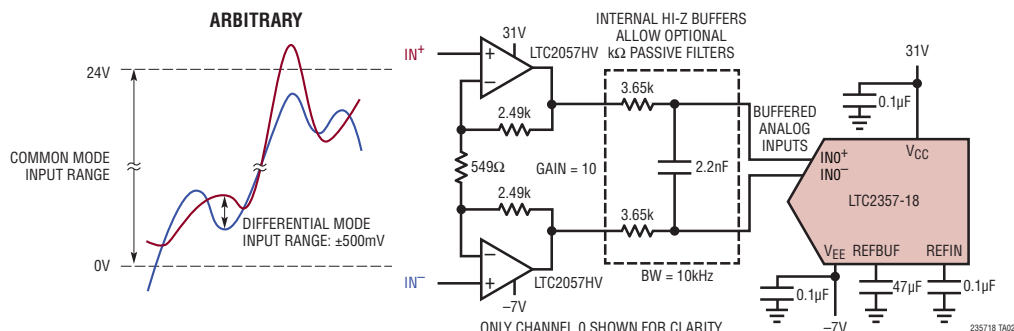 ARBITRARY
24V
COMMON MODE
INPUT RANGE
DIFFERENTIAL MODE
INPUT RANGE: ±500mV
0V
IN+
31V
LTC2057HV
2.49k
549Ω
GAIN = 10
2.49k
IN–
LTC2057HV
–7V
INTERNAL HI-Z BUFFERS
ALLOW OPTIONAL
kΩ PASSIVE FILTERS
3.65k
2.2nF
3.65k
BW = 10kHz
BUFFERED
ANALOG
INPUTS
31V
0.1µF
VCC
IN0+
IN0–
LTC2357-18
VEE
REFBUF
REFIN
0.1µF
47µF
0.1µF
–7V
ONLY CHANNEL 0 SHOWN FOR CLARITY
235718 TA02